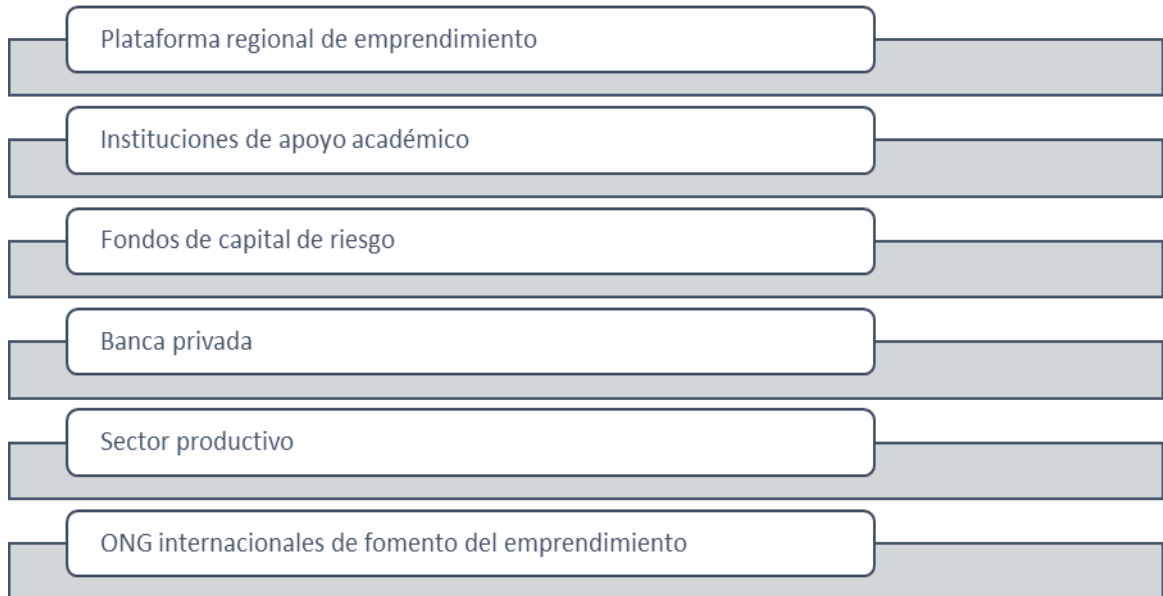 Plataforma regional de emprendimiento
Instituciones de apoyo académico
Fondos de capital de riesgo
Banca privada
Sector productivo
ONG internacionales de fomento del emprendimiento